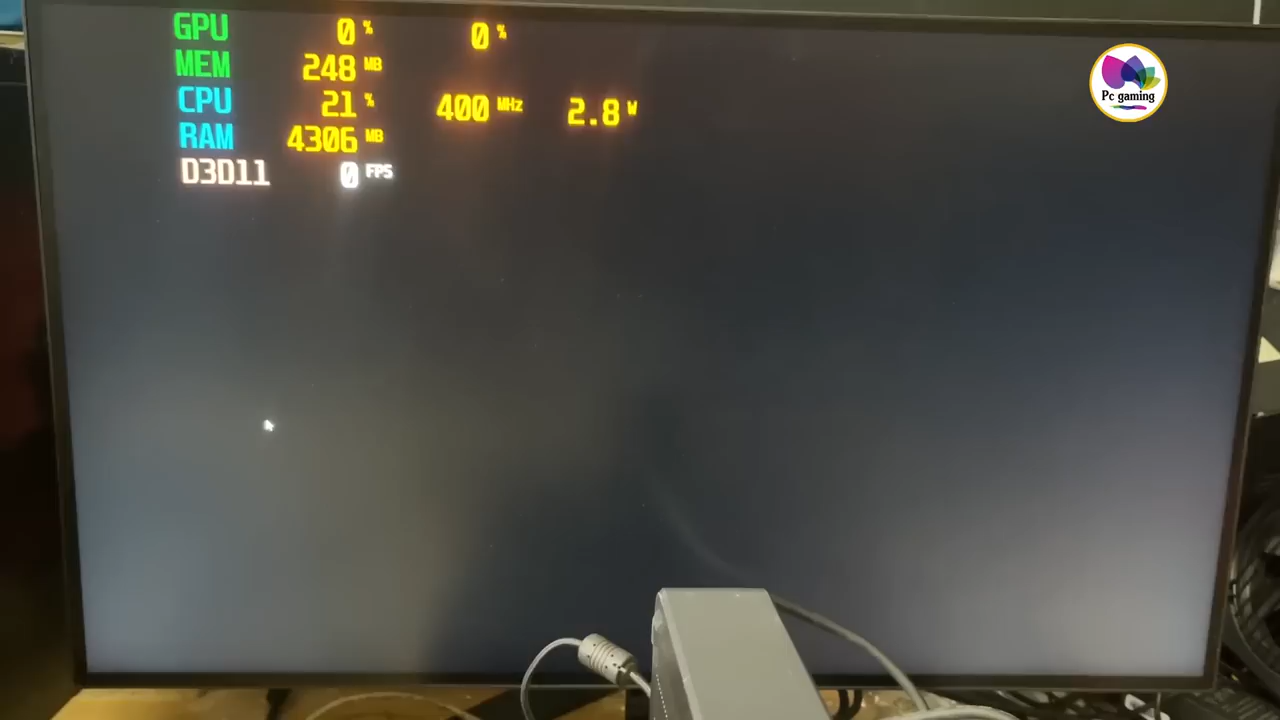 GPU 0 % 0 %
MEM 248 MB
CPU 21 % 400 MHz 2.8 W
RAM 4306 MB
D3D11 0 FPS
Pc gaming